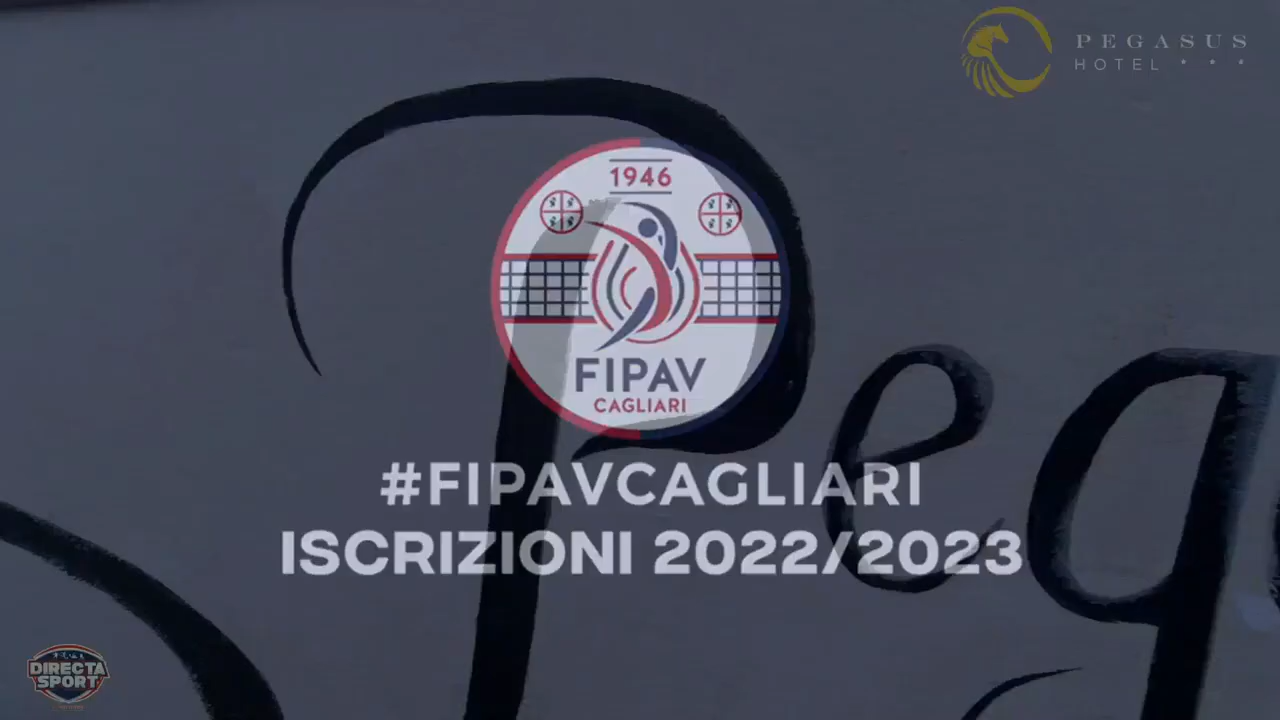 PEGASUS
HOTEL ***
1946
FIPAV
CAGLIARI
#FIPAVCAGLIARI
ISCRIZIONI 2022/2023
Peg
DIRECTA
SPORT